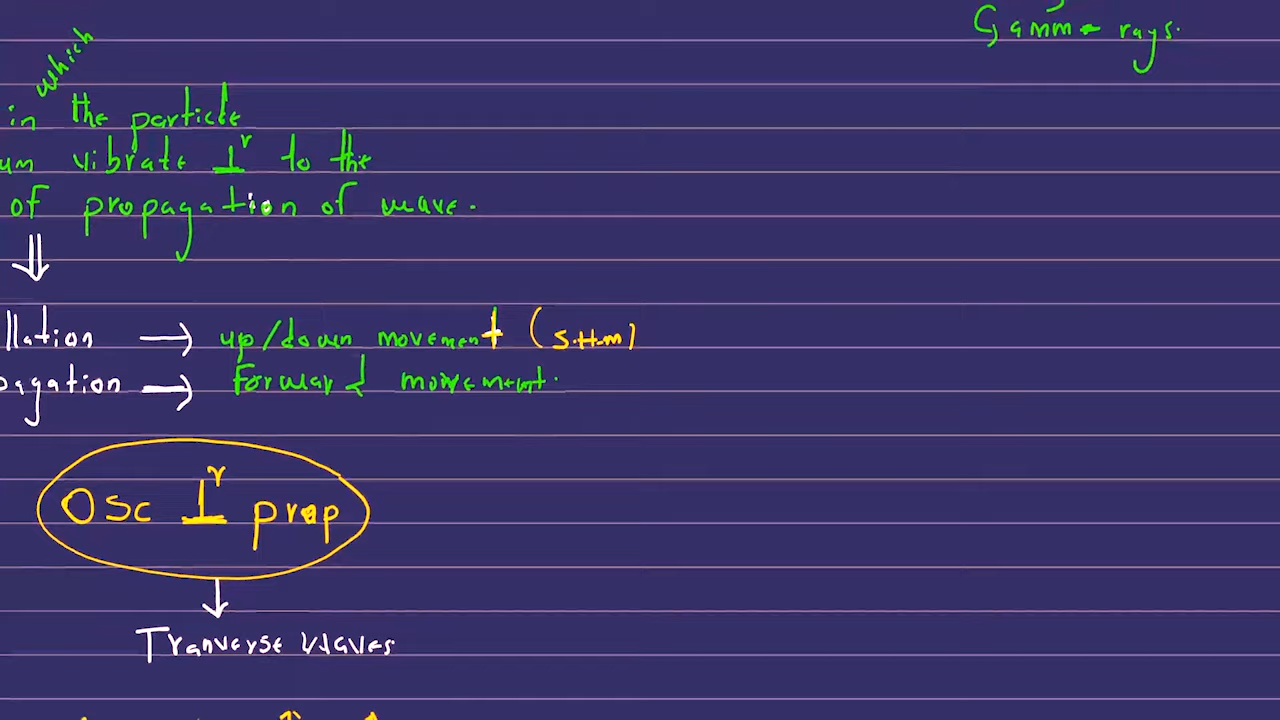 Gamma rays.
which
in the particle
um vibrate ⊥r to the
of propagation of wave.
⇓
llation → up/down movement (S.H.m)
pagation → forward movement.
Osc ⊥r prop
↓
Tranverse waves